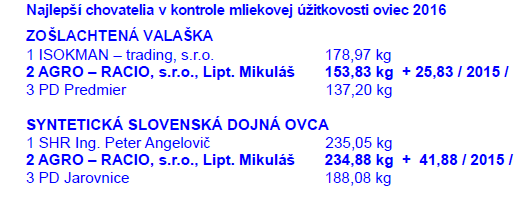 Najlepší chovatelia v kontrole mliekovej úžitkovosti oviec 2016
ZOŠLACHTENÁ VALAŠKA
1 ISOKMAN – trading, s.r.o. 178,97 kg
2 AGRO – RACIO, s.r.o., Lipt. Mikuláš 153,83 kg + 25,83 / 2015 /
3 PD Predmier 137,20 kg
SYNTETICKÁ SLOVENSKÁ DOJNÁ OVCA
1 SHR Ing. Peter Angelovič 235,05 kg
2 AGRO – RACIO, s.r.o., Lipt. Mikuláš 234,88 kg + 41,88 / 2015 /
3 PD Jarovnice 188,08 kg